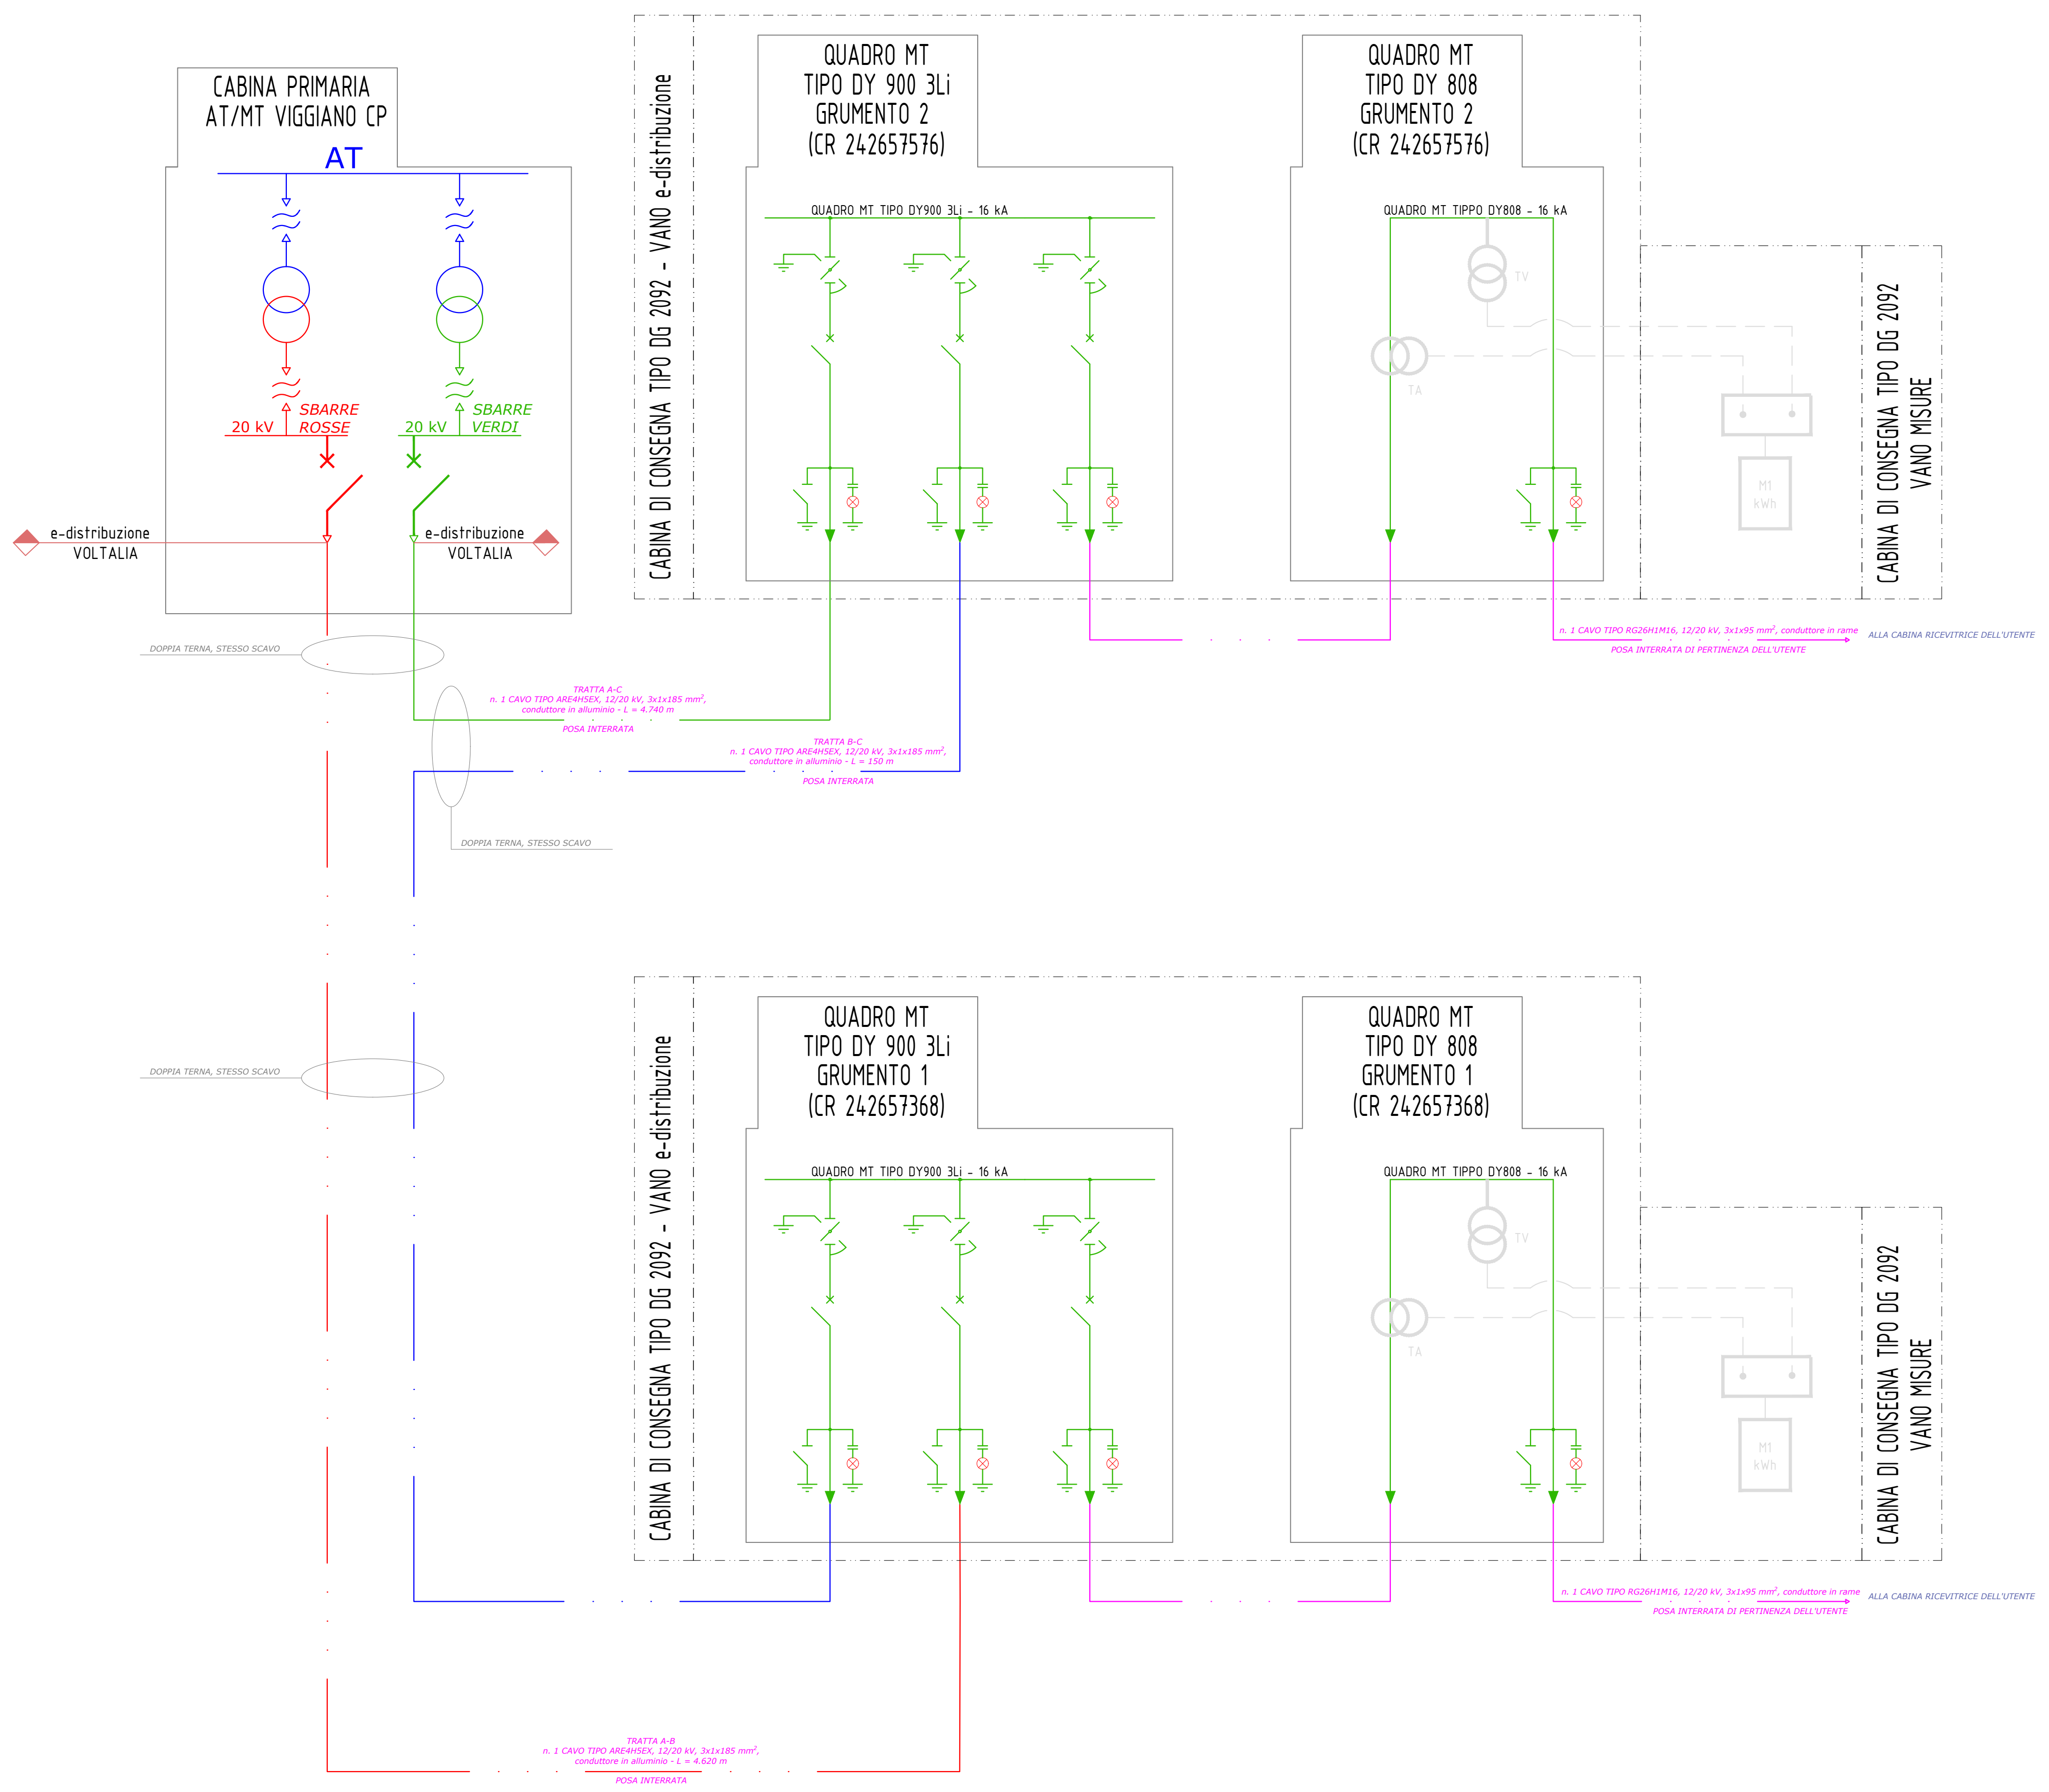 CABINA PRIMARIA
AT/MT VIGGIANO CP
AT
20 kV
SBARRE
ROSSE
20 kV
SBARRE
VERDI
e-distribuzione
VOLTALIA
e-distribuzione
VOLTALIA
DOPPIA TERNA, STESSO SCAVO
TRATTA A-C
n. 1 CAVO TIPO ARE4H5EX, 12/20 kV, 3x1x185 mm²,
conduttore in alluminio - L = 4.740 m
POSA INTERRATA
TRATTA B-C
n. 1 CAVO TIPO ARE4H5EX, 12/20 kV, 3x1x185 mm²,
conduttore in alluminio - L = 150 m
POSA INTERRATA
DOPPIA TERNA, STESSO SCAVO
CABINA DI CONSEGNA TIPO DG 2092 - VANO e-distribuzione
QUADRO MT
TIPO DY 900 3Li
GRUMENTO 2
(CR 242657576)
QUADRO MT TIPO DY900 3Li - 16 kA
QUADRO MT
TIPO DY 808
GRUMENTO 2
(CR 242657576)
QUADRO MT TIPPO DY808 - 16 kA
TV
TA
M1
kWh
CABINA DI CONSEGNA TIPO DG 2092
VANO MISURE
n. 1 CAVO TIPO RG26H1M16, 12/20 kV, 3x1x95 mm², conduttore in rame
POSA INTERRATA DI PERTINENZA DELL'UTENTE
ALLA CABINA RICEVITRICE DELL'UTENTE
DOPPIA TERNA, STESSO SCAVO
CABINA DI CONSEGNA TIPO DG 2092 - VANO e-distribuzione
QUADRO MT
TIPO DY 900 3Li
GRUMENTO 1
(CR 242657368)
QUADRO MT TIPO DY900 3Li - 16 kA
QUADRO MT
TIPO DY 808
GRUMENTO 1
(CR 242657368)
QUADRO MT TIPPO DY808 - 16 kA
TV
TA
M1
kWh
CABINA DI CONSEGNA TIPO DG 2092
VANO MISURE
n. 1 CAVO TIPO RG26H1M16, 12/20 kV, 3x1x95 mm², conduttore in rame
POSA INTERRATA DI PERTINENZA DELL'UTENTE
ALLA CABINA RICEVITRICE DELL'UTENTE
TRATTA A-B
n. 1 CAVO TIPO ARE4H5EX, 12/20 kV, 3x1x185 mm²,
conduttore in alluminio - L = 4.620 m
POSA INTERRATA